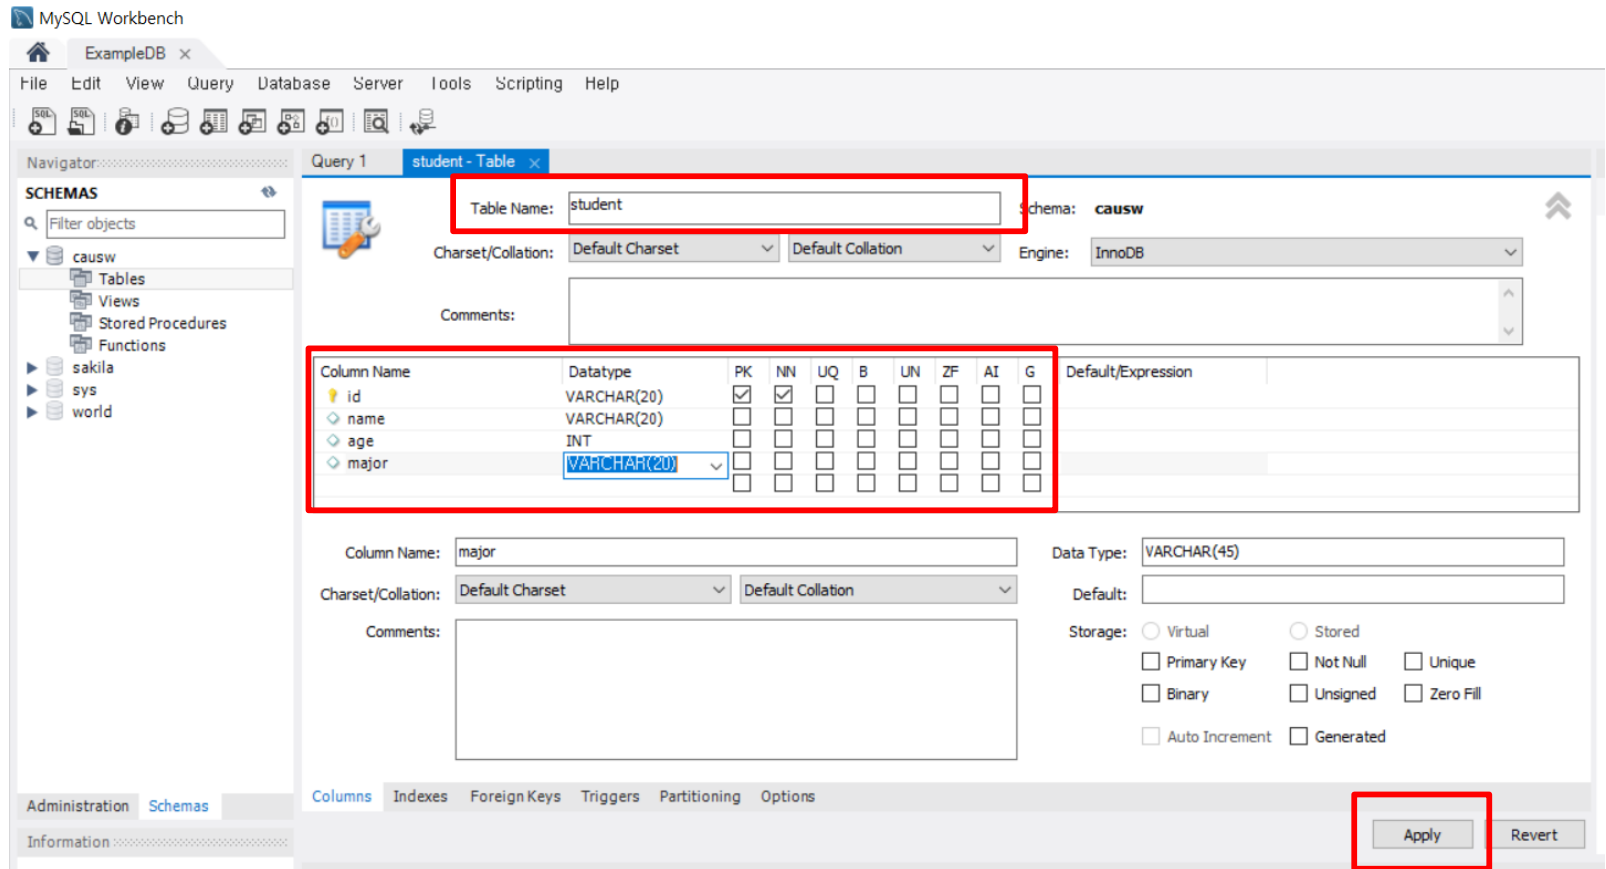 MySQL Workbench
ExampleDB
File Edit View Query Database Server Tools Scripting Help
Navigator
Query 1
student - Table
SCHEMAS
Filter objects
causw
Tables
Views
Stored Procedures
Functions
sakila
sys
world
Table Name: student Schema: causw
Charset/Collation: Default Charset Default Collation Engine: InnoDB
Comments:
Column Name Datatype PK NN UQ B UN ZF AI G Default/Expression
id VARCHAR(20)
name VARCHAR(20)
age INT
major VARCHAR(20)
Column Name: major Data Type: VARCHAR(45)
Charset/Collation: Default Charset Default Collation Default:
Comments: Storage: Virtual Stored
Primary Key Not Null Unique
Binary Unsigned Zero Fill
Auto Increment Generated
Administration Schemas
Columns Indexes Foreign Keys Triggers Partitioning Options
Information
Apply Revert